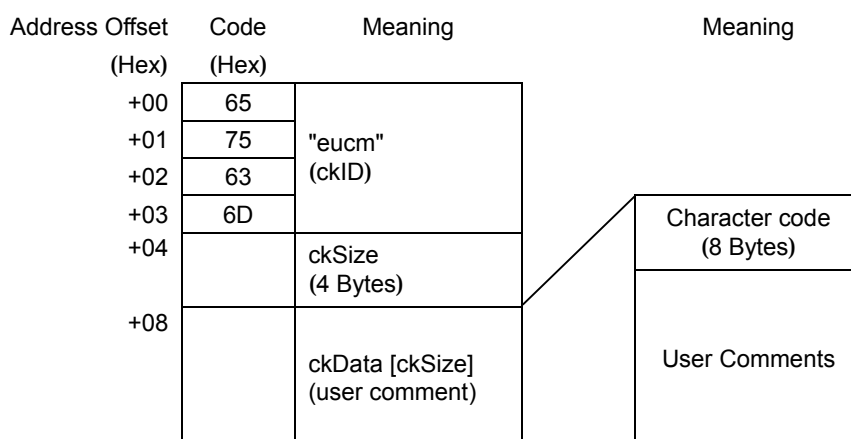 Address Offset Code Meaning Meaning
(Hex) (Hex)
+00 65
+01 75 "eucm"
+02 63 (ckID)
+03 6D Character code
+04 ckSize (8 Bytes)
(4 Bytes)
+08
ckData [ckSize] User Comments
(user comment)